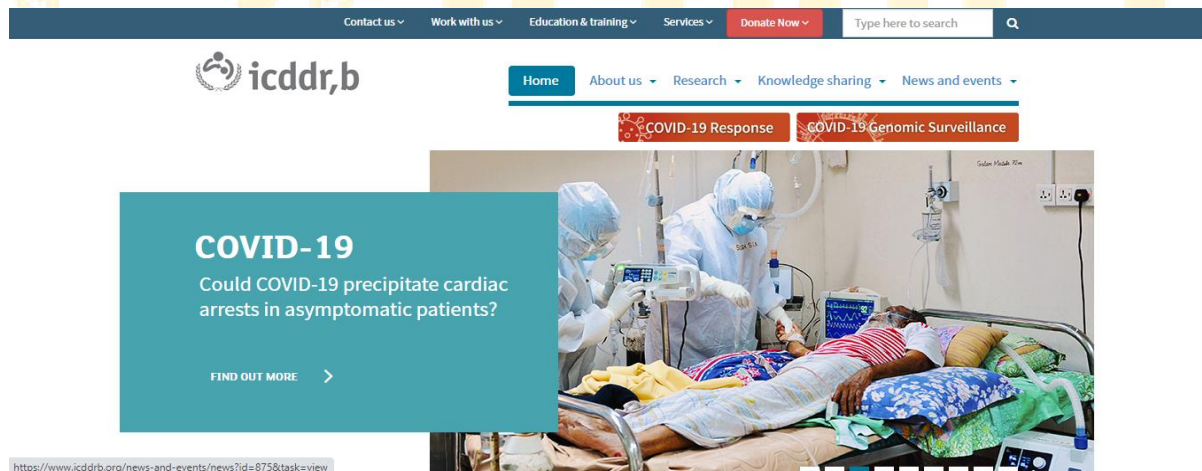 Contact us Work with us Education & training Services Donate Now Type here to search
icddr,b
Home About us Research Knowledge sharing News and events
COVID-19 Response COVID-19 Genomic Surveillance
COVID-19
Could COVID-19 precipitate cardiac
arrests in asymptomatic patients?
FIND OUT MORE
https://www.icddrb.org/news-and-events/news?id=875&task=view